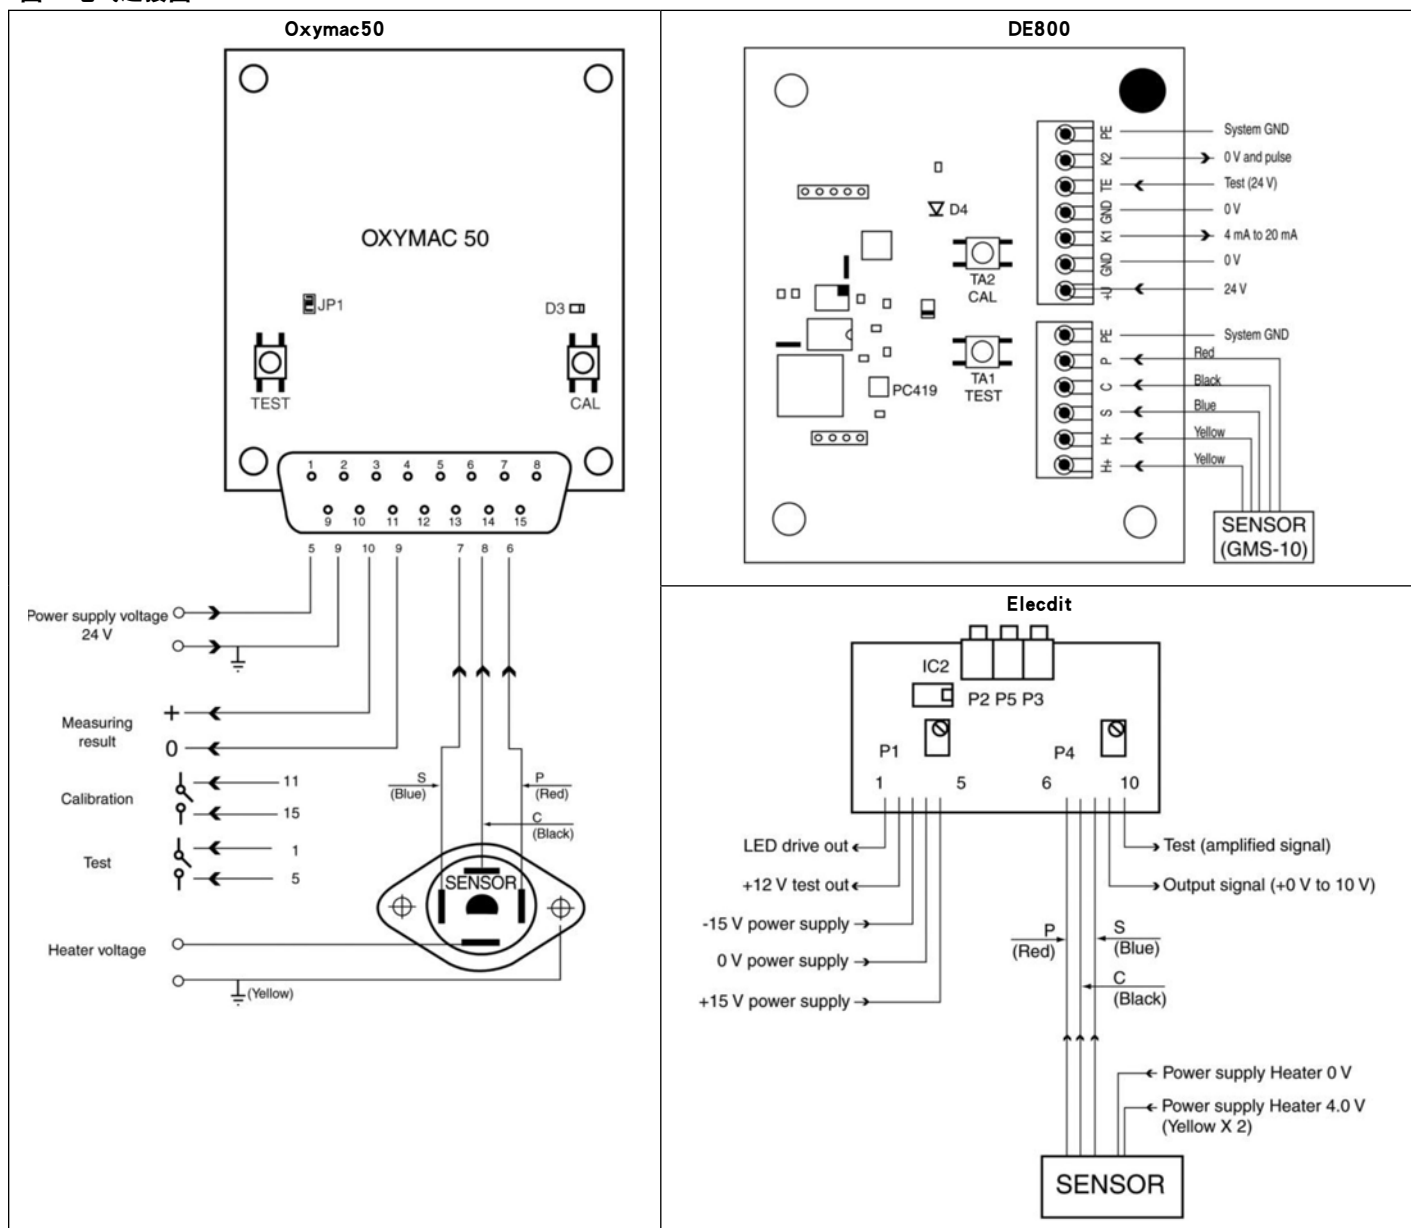 Oxymac50
OXYMAC 50
JP1
D3
TEST
CAL
1 2 3 4 5 6 7 8
9 10 11 12 13 14 15
5 9 10 9 7 8 6
Power supply voltage
24 V
Measuring
result
+
0
Calibration
11
15
Test
1
5
S
(Blue)
P
(Red)
C
(Black)
SENSOR
Heater voltage
(Yellow)
DE800
D4
TA2
CAL
TA1
TEST
PC419
PE
System GND
K2
0 V and pulse
TE
Test (24 V)
GND
0 V
K1
4 mA to 20 mA
GND
0 V
+U
24 V
PE
System GND
P
Red
C
Black
S
Blue
H-
Yellow
H+
Yellow
SENSOR
(GMS-10)
Elecdit
IC2
P2 P5 P3
P1
P4
1 5 6 10
LED drive out
+12 V test out
-15 V power supply
0 V power supply
+15 V power supply
Test (amplified signal)
Output signal (+0 V to 10 V)
P
(Red)
S
(Blue)
C
(Black)
Power supply Heater 0 V
Power supply Heater 4.0 V
(Yellow X 2)
SENSOR